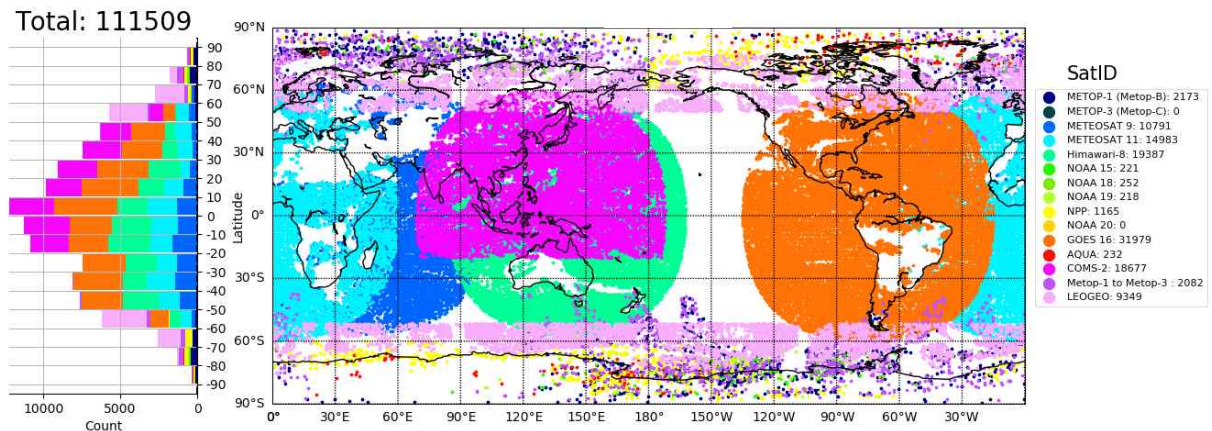 Total: 111509
90
80
70
60
50
40
30
20
10
0
-10
-20
-30
-40
-50
-60
-70
-80
-90
10000 5000 0
Count
Latitude
90°N
60°N
30°N
0°
30°S
60°S
90°S
0° 30°E 60°E 90°E 120°E 150°E 180° 150°W 120°W 90°W 60°W 30°W
SatID
METOP-1 (Metop-B): 2173
METOP-3 (Metop-C): 0
METEOSAT 9: 10791
METEOSAT 11: 14983
Himawari-8: 19387
NOAA 15: 221
NOAA 18: 252
NOAA 19: 218
NPP: 1165
NOAA 20: 0
GOES 16: 31979
AQUA: 232
COMS-2: 18677
Metop-1 to Metop-3 : 2082
LEOGEO: 9349